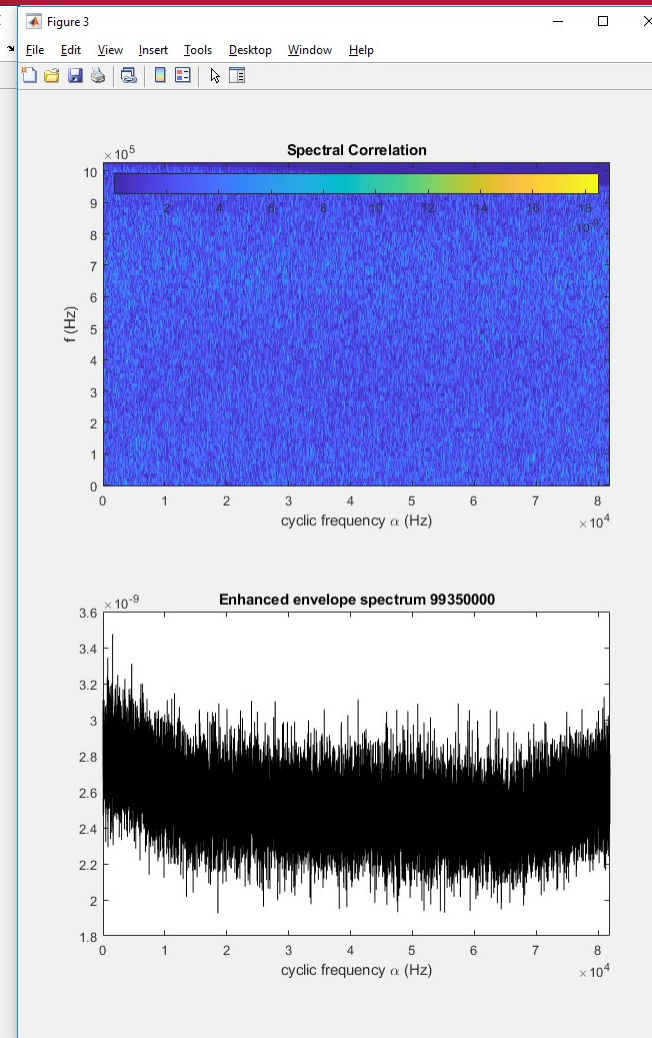 Figure 3
File Edit View Insert Tools Desktop Window Help
×10^5
Spectral Correlation
10
9
8
7
6
5
4
3
2
1
0
2 4 6 8 10 12 14 16 18
f (Hz)
0 1 2 3 4 5 6 7 8
cyclic frequency α (Hz)
×10^4
×10^-9
Enhanced envelope spectrum 99350000
3.6
3.4
3.2
3
2.8
2.6
2.4
2.2
2
1.8
0 1 2 3 4 5 6 7 8
cyclic frequency α (Hz)
×10^4